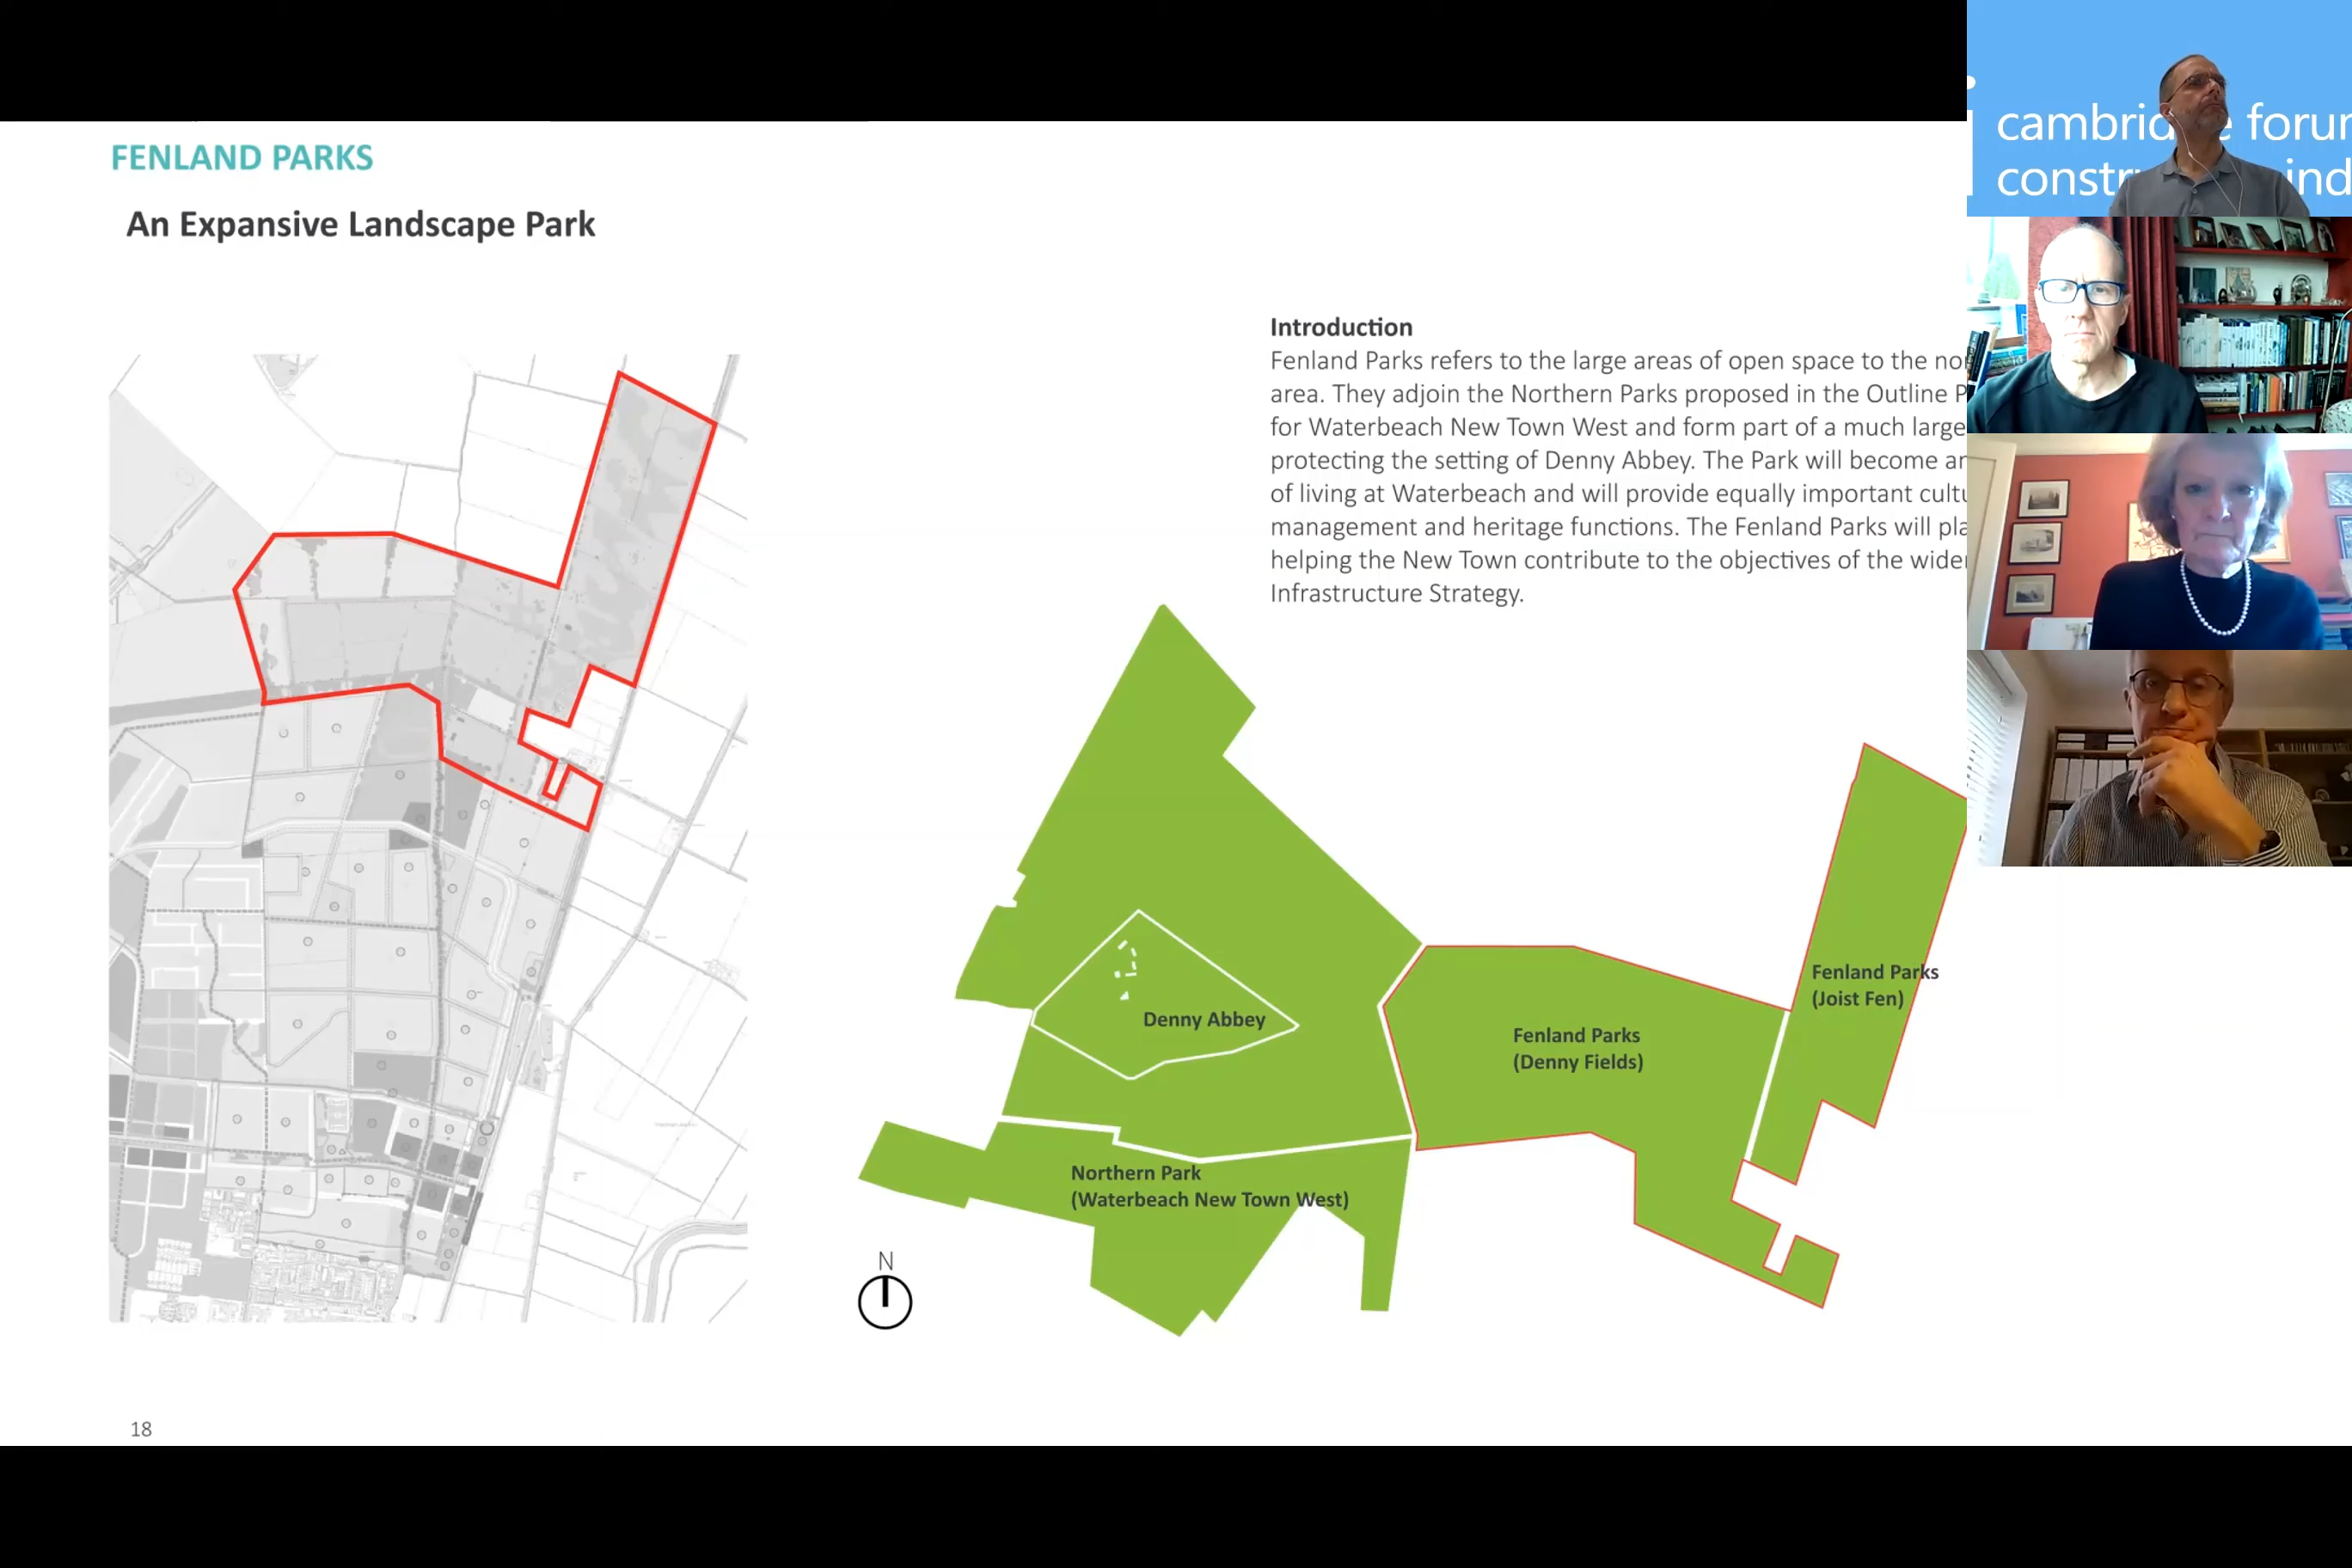 FENLAND PARKS
An Expansive Landscape Park
Introduction
Fenland Parks refers to the large areas of open space to the no
area. They adjoin the Northern Parks proposed in the Outline P
for Waterbeach New Town West and form part of a much large
protecting the setting of Denny Abbey. The Park will become an
of living at Waterbeach and will provide equally important cultu
management and heritage functions. The Fenland Parks will pla
helping the New Town contribute to the objectives of the wider
Infrastructure Strategy.
Denny Abbey
Fenland Parks
(Denny Fields)
Fenland Parks
(Joist Fen)
Northern Park
(Waterbeach New Town West)
N
18
cambrid e forum
constr ind